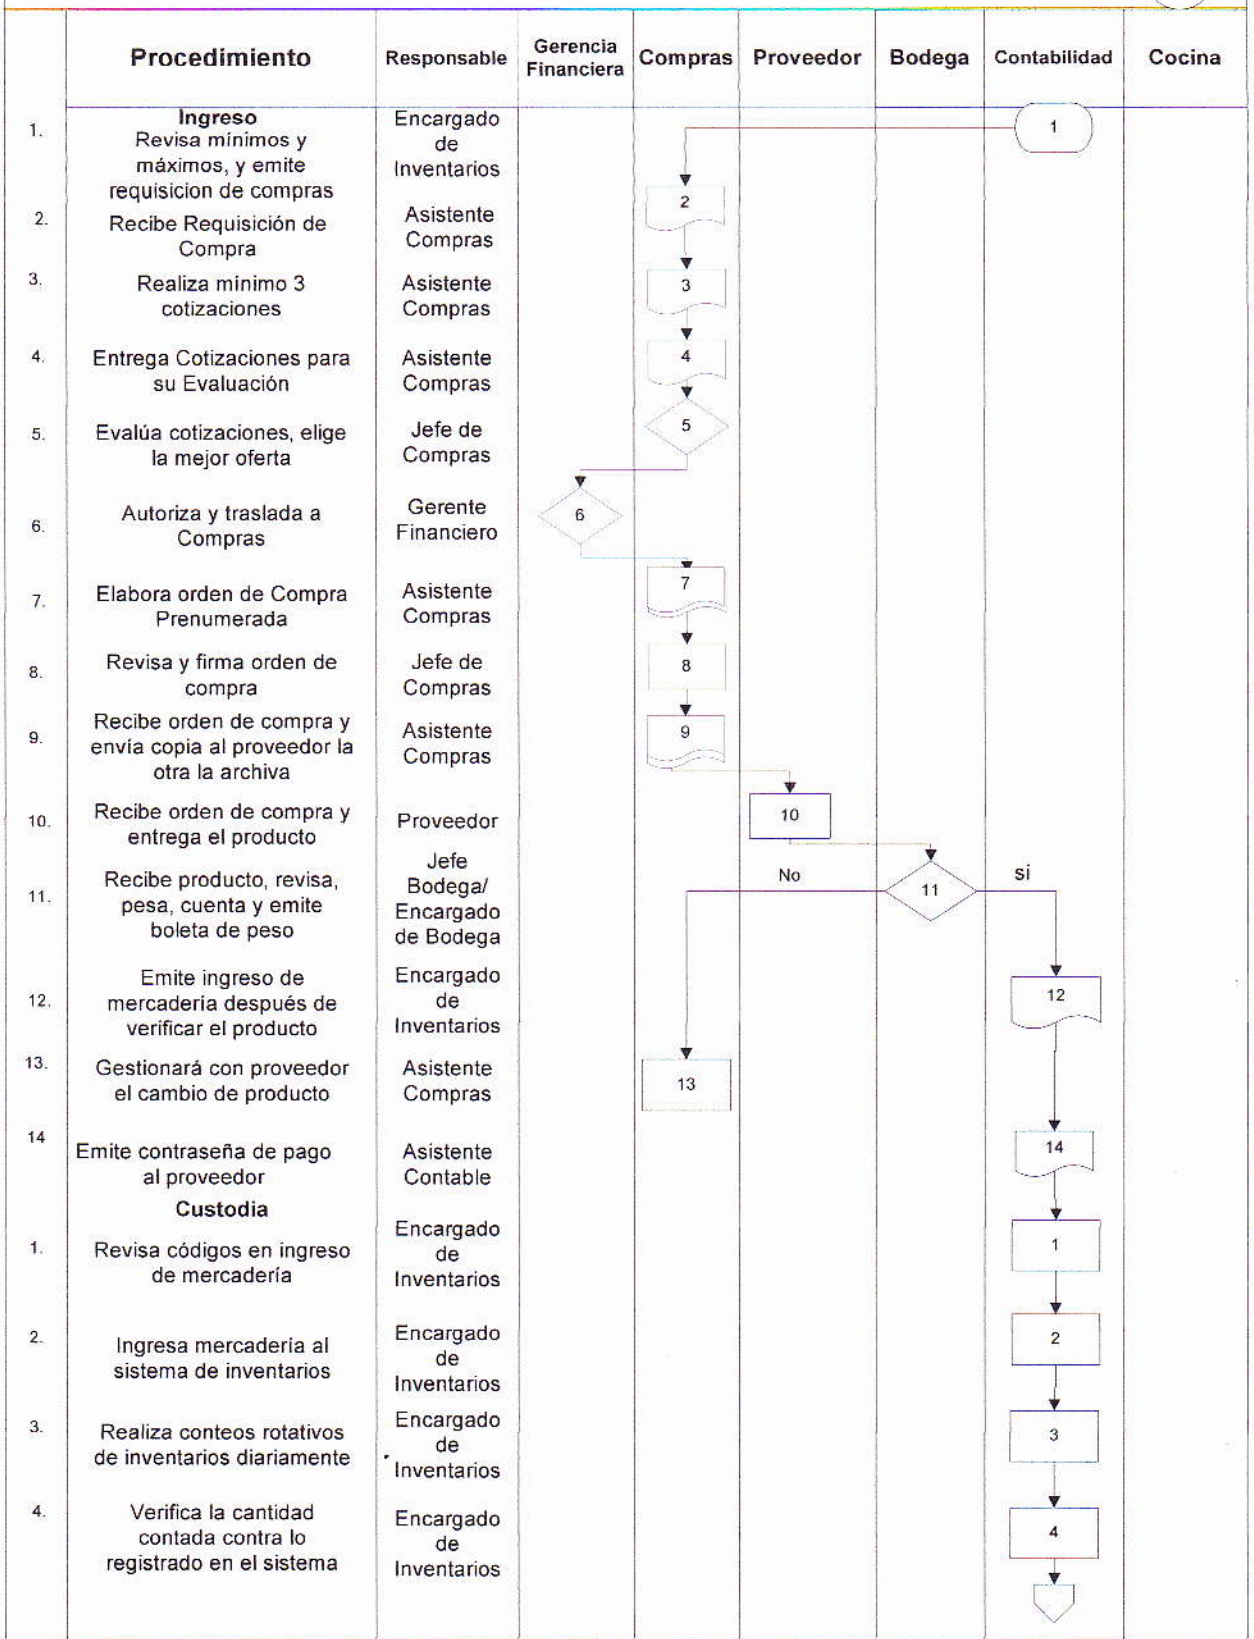 Procedimiento
Responsable
Gerencia
Financiera
Compras
Proveedor
Bodega
Contabilidad
Cocina
1.
Ingreso
Revisa mínimos y
máximos, y emite
requisicion de compras
Encargado
de
Inventarios
1
2.
Recibe Requisición de
Compra
Asistente
Compras
2
3.
Realiza mínimo 3
cotizaciones
Asistente
Compras
3
4.
Entrega Cotizaciones para
su Evaluación
Asistente
Compras
4
5.
Evalúa cotizaciones, elige
la mejor oferta
Jefe de
Compras
5
6.
Autoriza y traslada a
Compras
Gerente
Financiero
6
7.
Elabora orden de Compra
Prenumerada
Asistente
Compras
7
8.
Revisa y firma orden de
compra
Jefe de
Compras
8
9.
Recibe orden de compra y
envía copia al proveedor la
otra la archiva
Asistente
Compras
9
10.
Recibe orden de compra y
entrega el producto
Proveedor
10
11.
Recibe producto, revisa,
pesa, cuenta y emite
boleta de peso
Jefe
Bodega/
Encargado
de Bodega
No
11
si
12.
Emite ingreso de
mercadería después de
verificar el producto
Encargado
de
Inventarios
12
13.
Gestionará con proveedor
el cambio de producto
Asistente
Compras
13
14
Emite contraseña de pago
al proveedor
Asistente
Contable
14
Custodia
1.
Revisa códigos en ingreso
de mercadería
Encargado
de
Inventarios
1
2.
Ingresa mercadería al
sistema de inventarios
Encargado
de
Inventarios
2
3.
Realiza conteos rotativos
de inventarios diariamente
Encargado
de
Inventarios
3
4.
Verifica la cantidad
contada contra lo
registrado en el sistema
Encargado
de
Inventarios
4